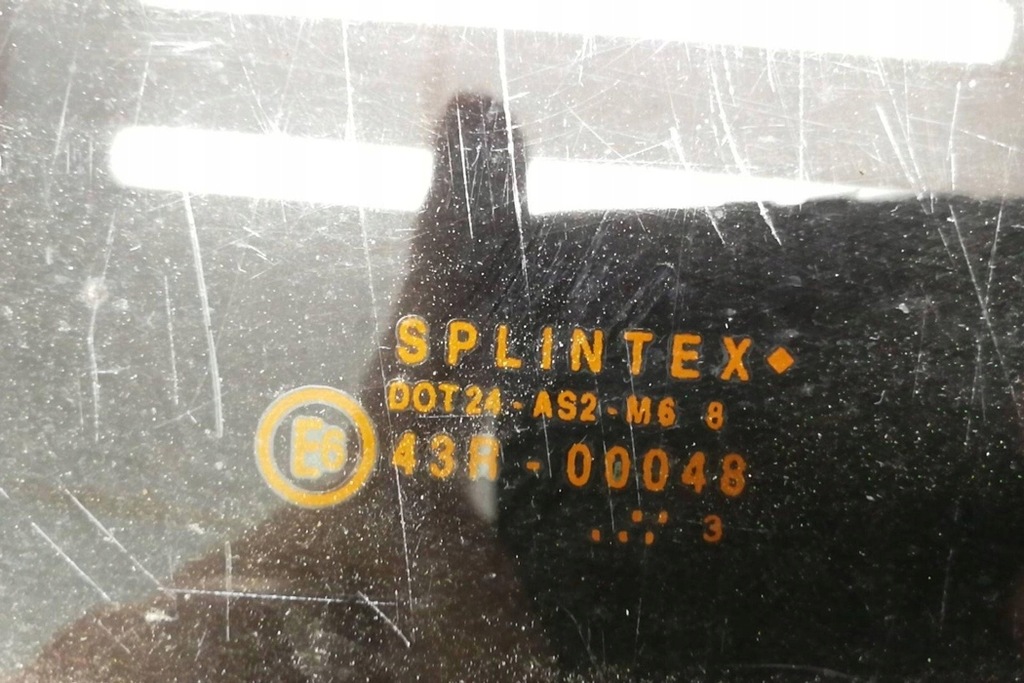 SPLINTEX
DOT24-AS2-M6 8
E6
43R - 00048
3